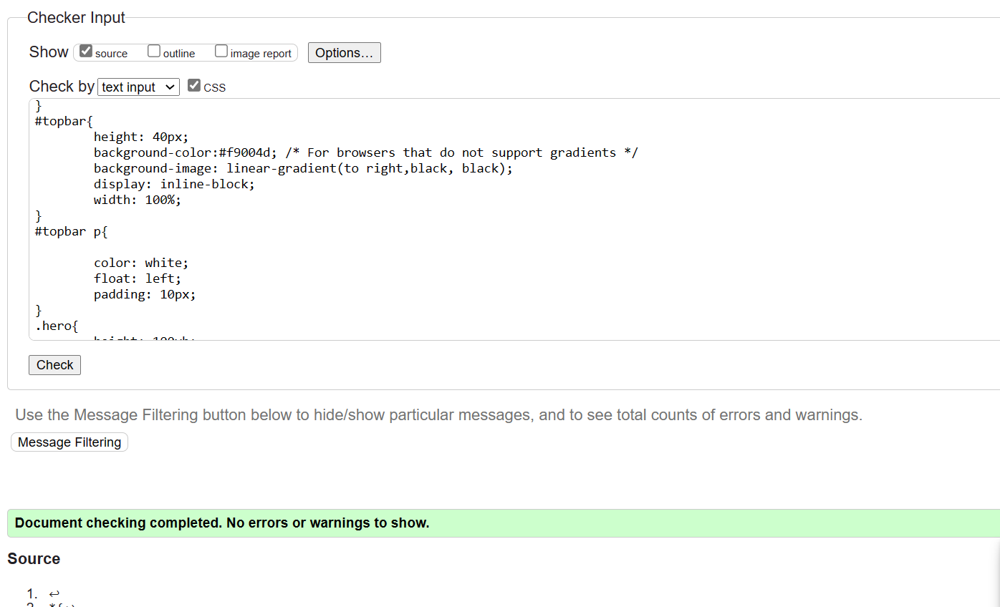 Checker Input
Show source outline image report Options…
Check by text input CSS
}
#topbar{
height: 40px;
background-color:#f9004d; /* For browsers that do not support gradients */
background-image: linear-gradient(to right,black, black);
display: inline-block;
width: 100%;
}
#topbar p{
color: white;
float: left;
padding: 10px;
}
.hero{
Check
Use the Message Filtering button below to hide/show particular messages, and to see total counts of errors and warnings.
Message Filtering
Document checking completed. No errors or warnings to show.
Source
1. ↩